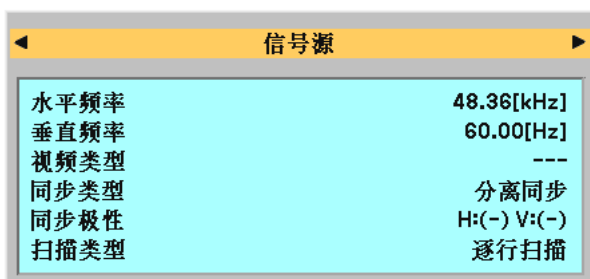 ◀ 信号源 ▶
水平频率 48.36[kHz]
垂直频率 60.00[Hz]
视频类型 ---
同步类型 分离同步
同步极性 H:(-) V:(-)
扫描类型 逐行扫描